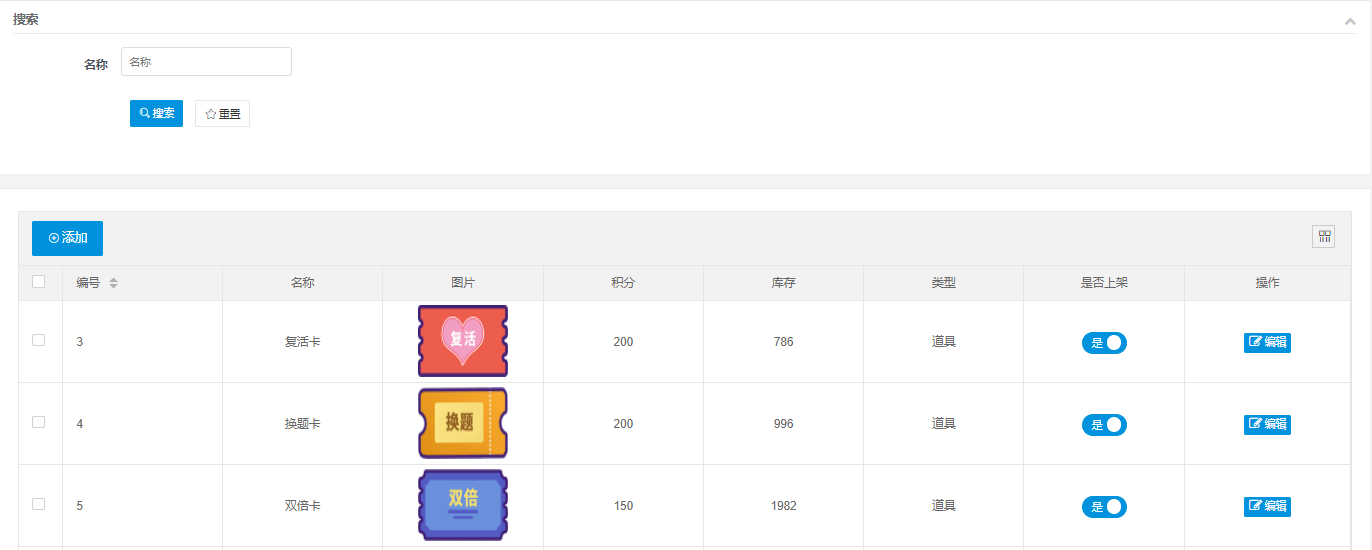 搜索
名称 名称
搜索 重置
添加
编号 名称 图片 积分 库存 类型 是否上架 操作
3 复活卡 复活 200 786 道具 是 编辑
4 换题卡 换题 200 996 道具 是 编辑
5 双倍卡 双倍 150 1982 道具 是 编辑